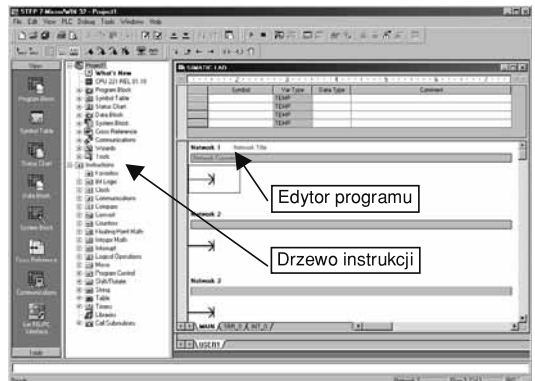 STEP 7-Micro/WIN 32 - Project1
File Edit View PLC Debug Tools Windows Help
View
Program Block
Symbol Table
Status Chart
Data Block
System Block
Cross Reference
Communications
Set PG/PC Interface
Tools
Project1
What's New
CPU 221 REL 01.10
Program Block
Symbol Table
Status Chart
Data Block
System Block
Cross Reference
Communications
Wizards
Tools
Instructions
Favorites
Bit Logic
Clock
Communications
Compare
Convert
Counters
Floating Point Math
Integer Math
Interrupt
Logical Operations
Move
Program Control
Shift/Rotate
String
Table
Timers
Libraries
Call Subroutines
SIMATIC LAD
Symbol Var Type Data Type Comment
TEMP
TEMP
TEMP
TEMP
Network 1 Network Title
Network Comment
Edytor programu
Network 2
Drzewo instrukcji
Network 3
MAIN SBR_0 INT_0
USER1
Ready